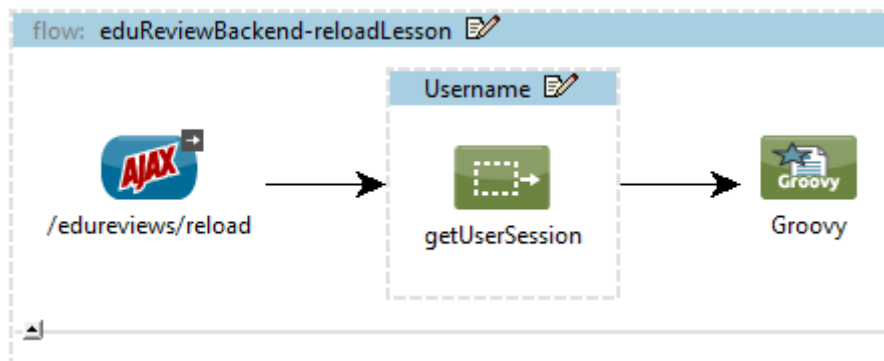 flow: eduReviewBackend-reloadLesson
Username
AJAX
Groovy
/edureviews/reload
getUserSession
Groovy